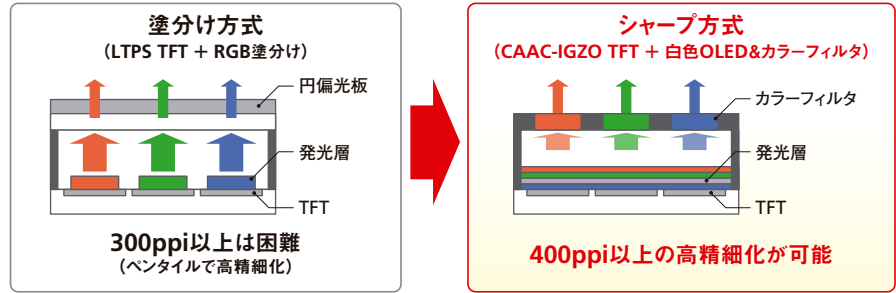 塗分け方式
(LTPS TFT + RGB塗分け)
円偏光板
発光層
TFT
300ppi以上は困難
(ペンタイルで高精細化)
シャープ方式
(CAAC-IGZO TFT + 白色OLED&カラーフィルタ)
カラーフィルタ
発光層
TFT
400ppi以上の高精細化が可能